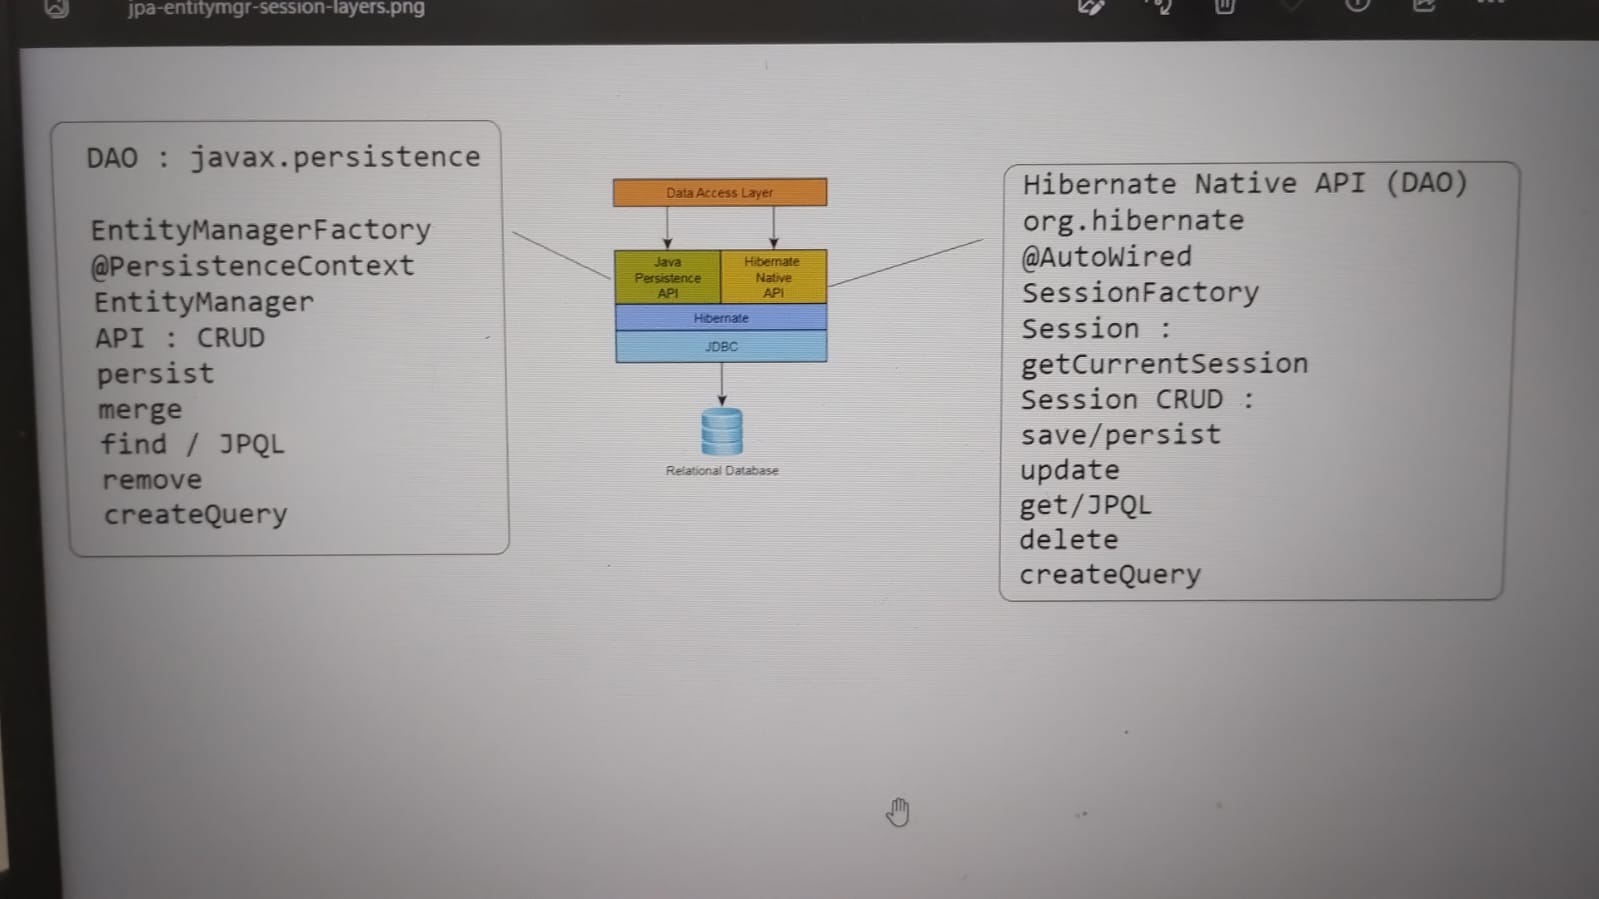 jpa-entitymgr-session-layers.png
DAO : javax.persistence
EntityManagerFactory
@PersistenceContext
EntityManager
API : CRUD
persist
merge
find / JPQL
remove
createQuery
Data Access Layer
Java
Persistence
API
Hibernate
Native
API
Hibernate
JDBC
Relational Database
Hibernate Native API (DAO)
org.hibernate
@AutoWired
SessionFactory
Session :
getCurrentSession
Session CRUD :
save/persist
update
get/JPQL
delete
createQuery